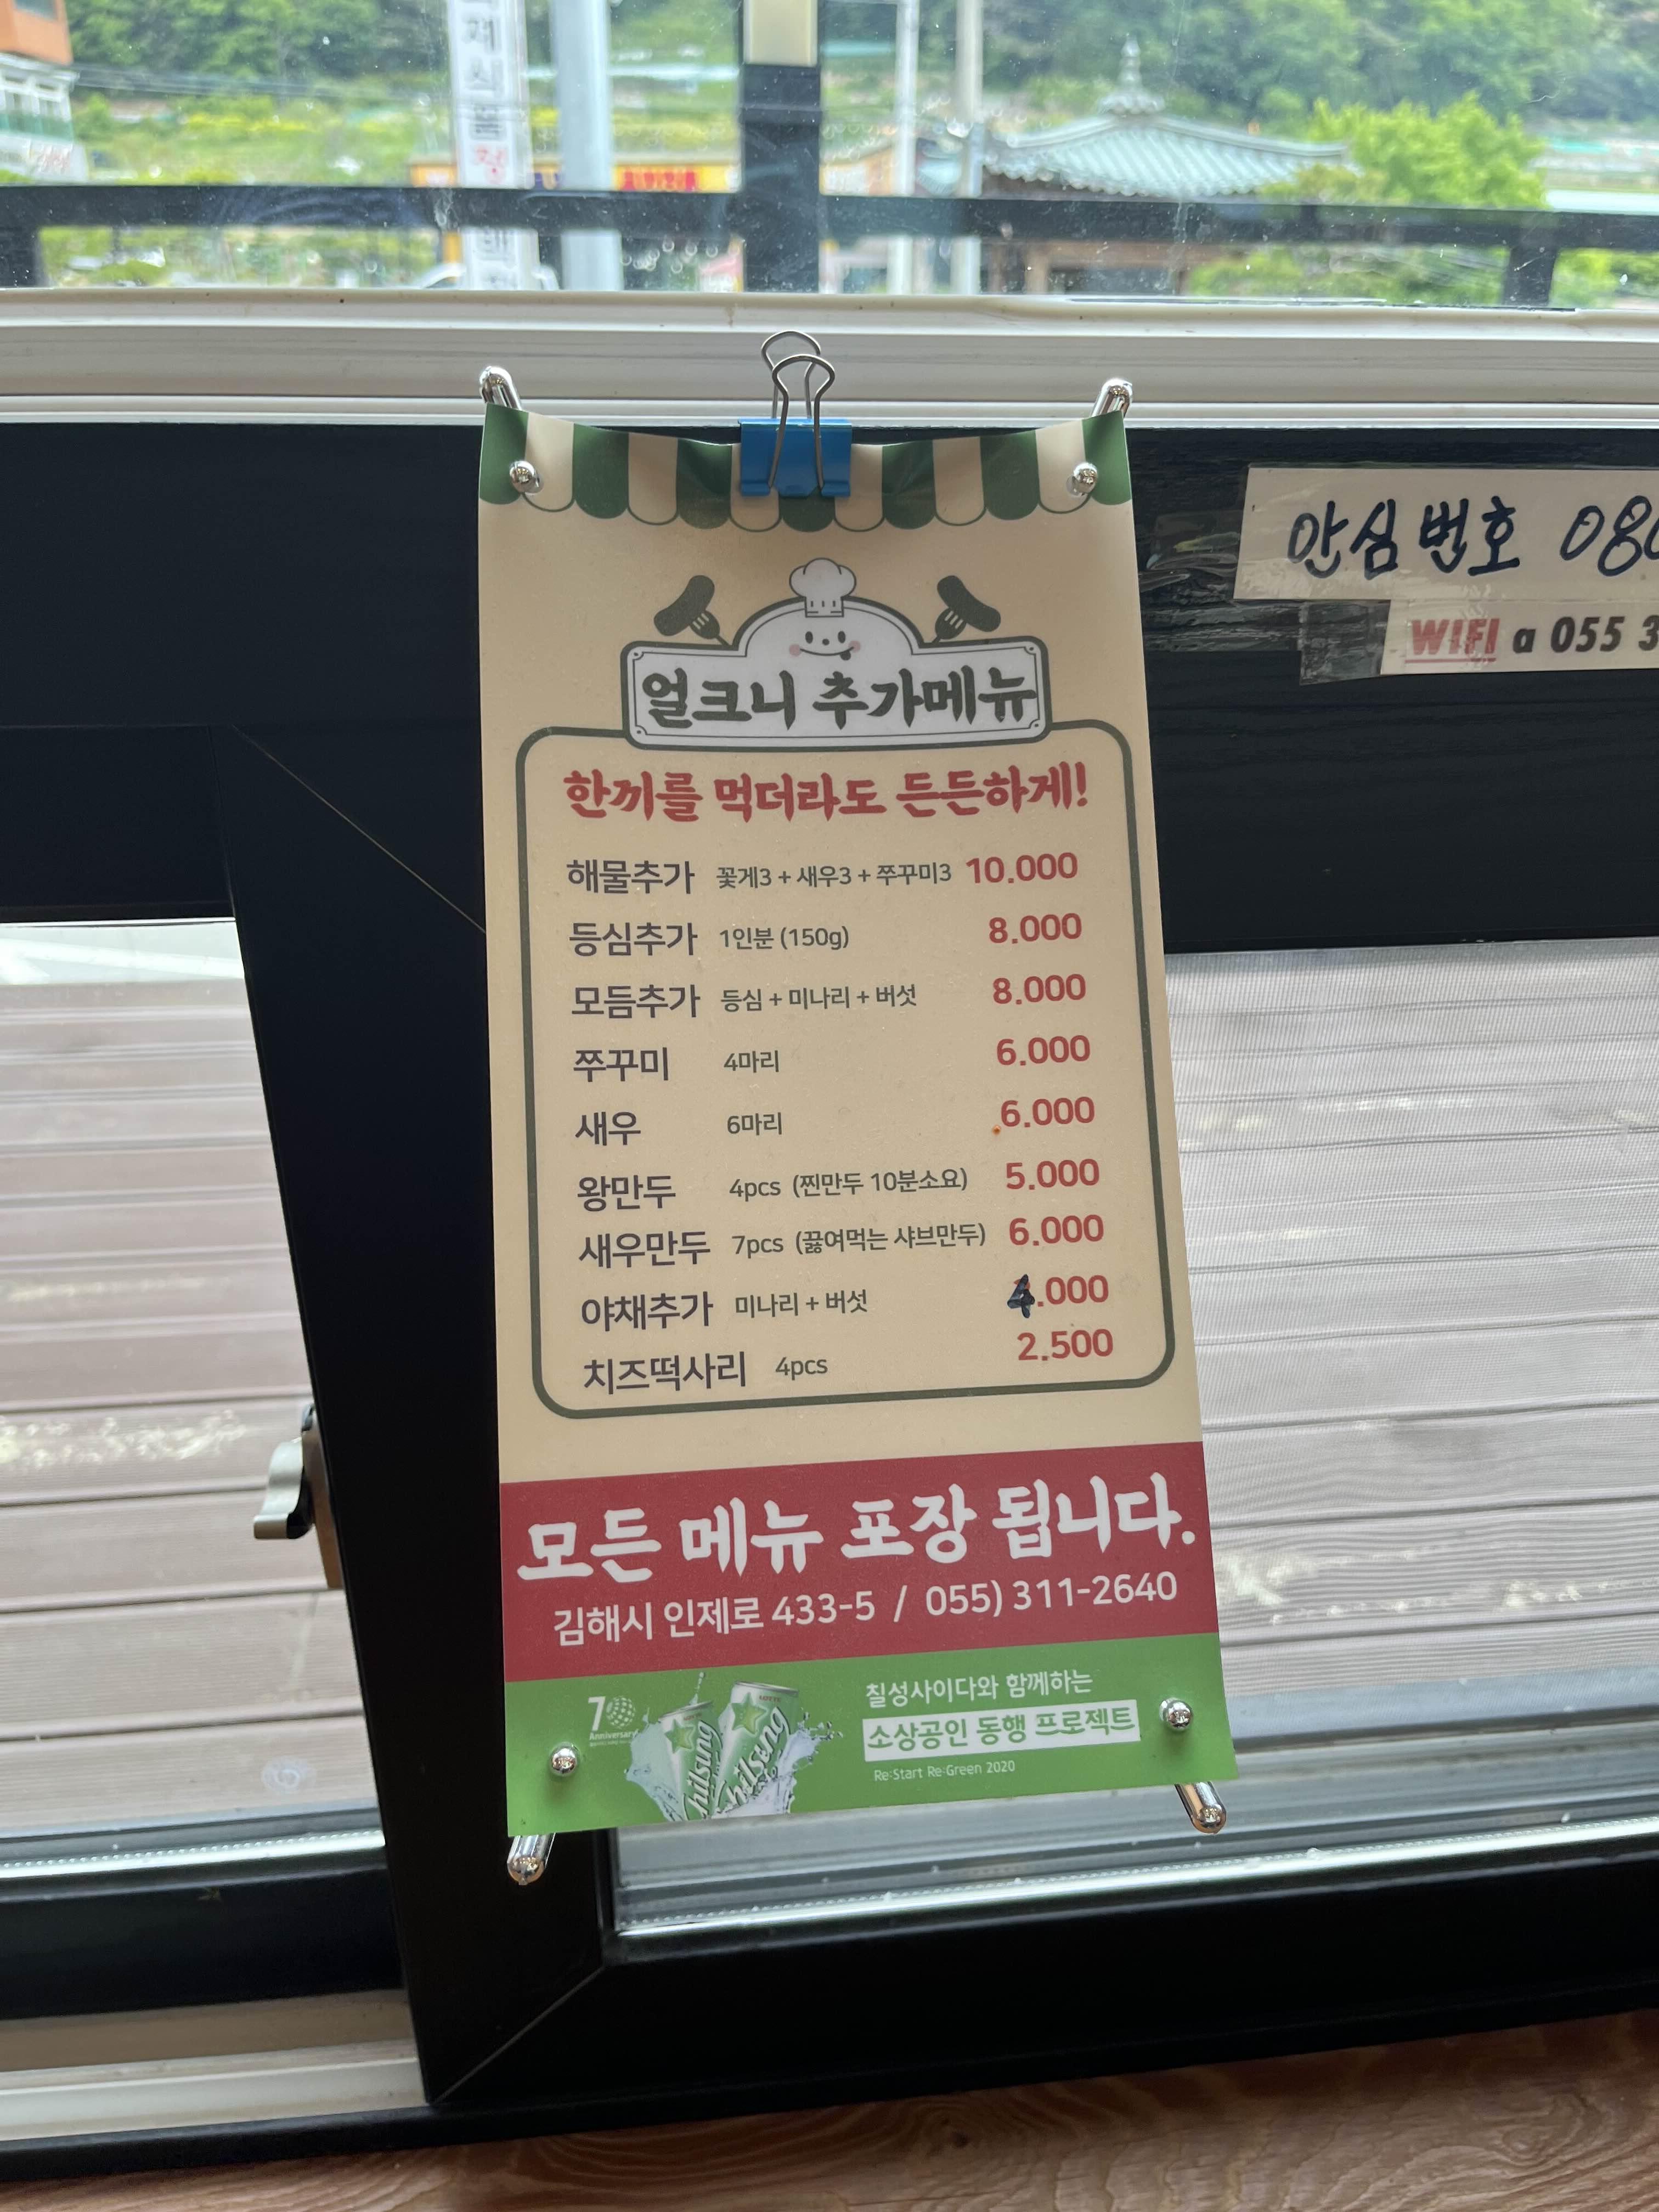 안심번호 080
WIFI a 055 3
얼크니 추가메뉴
한끼를 먹더라도 든든하게!
해물추가 꽃게3 + 새우3 + 쭈꾸미3 10.000
등심추가 1인분 (150g) 8.000
모듬추가 등심 + 미나리 + 버섯 8.000
쭈꾸미 4마리 6.000
새우 6마리 6.000
왕만두 4pcs (찐만두 10분소요) 5.000
새우만두 7pcs (끓여먹는 샤브만두) 6.000
야채추가 미나리 + 버섯 4.000
치즈떡사리 4pcs 2.500
모든 메뉴 포장 됩니다.
김해시 인제로 433-5 / 055) 311-2640
70
Anniversary
칠성사이다와 함께하는
소상공인 동행 프로젝트
Re:Start Re:Green 2020